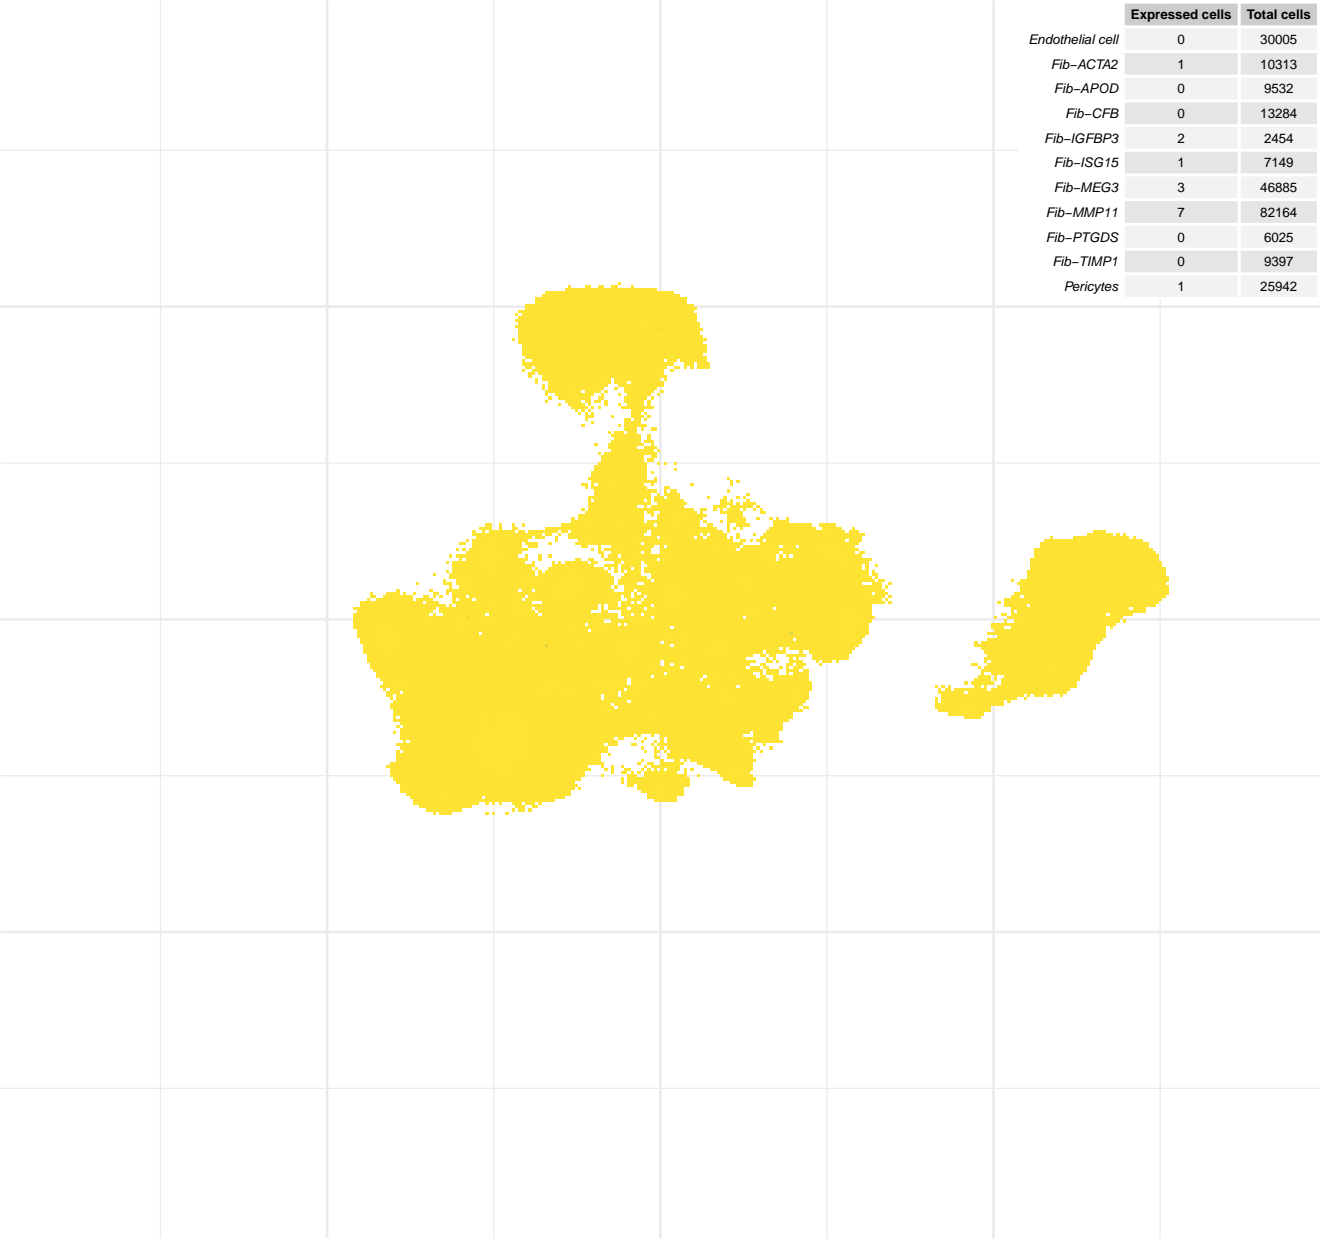 Expressed cells Total cells
Endothelial cell 0 30005
Fib−ACTA2 1 10313
Fib−APOD 0 9532
Fib−CFB 0 13284
Fib−IGFBP3 2 2454
Fib−ISG15 1 7149
Fib−MEG3 3 46885
Fib−MMP11 7 82164
Fib−PTGDS 0 6025
Fib−TIMP1 0 9397
Pericytes 1 25942